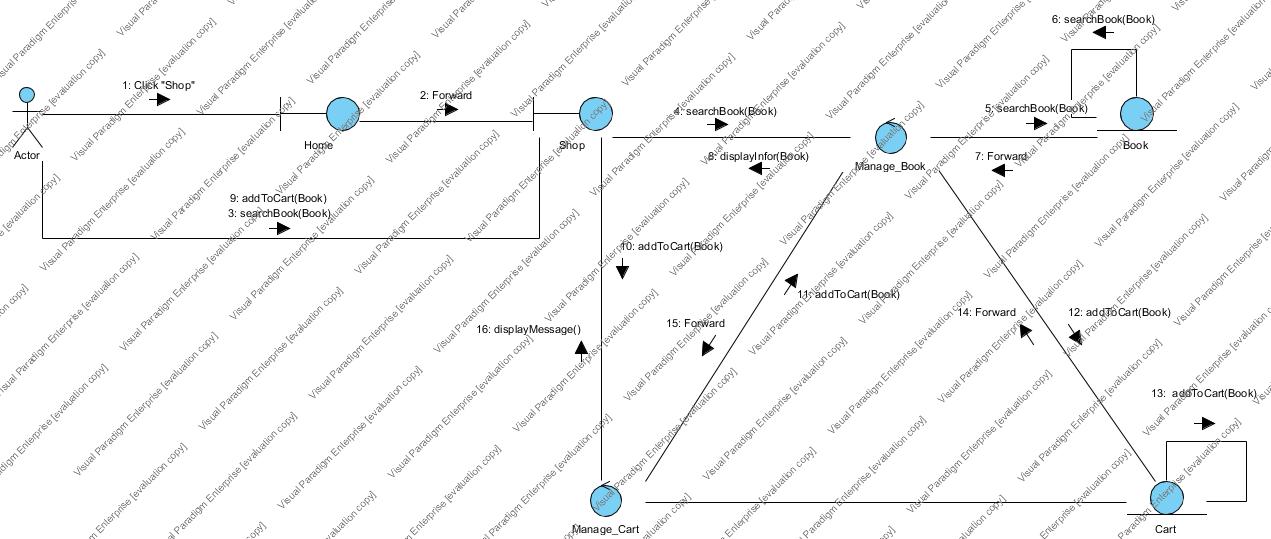 6: searchBook(Book)
1: Click "Shop"
2: Forward
4: searchBook(Book)
5: searchBook(Book)
Home
Shop
Book
Actor
8: displayInfor(Book)
7: Forward
Manage_Book
9: addToCart(Book)
3: searchBook(Book)
10: addToCart(Book)
11: addToCart(Book)
16: displayMessage()
15: Forward
14: Forward
12: addToCart(Book)
13: addToCart(Book)
Manage_Cart
Cart
Visual Paradigm Enterprise [evaluation copy]